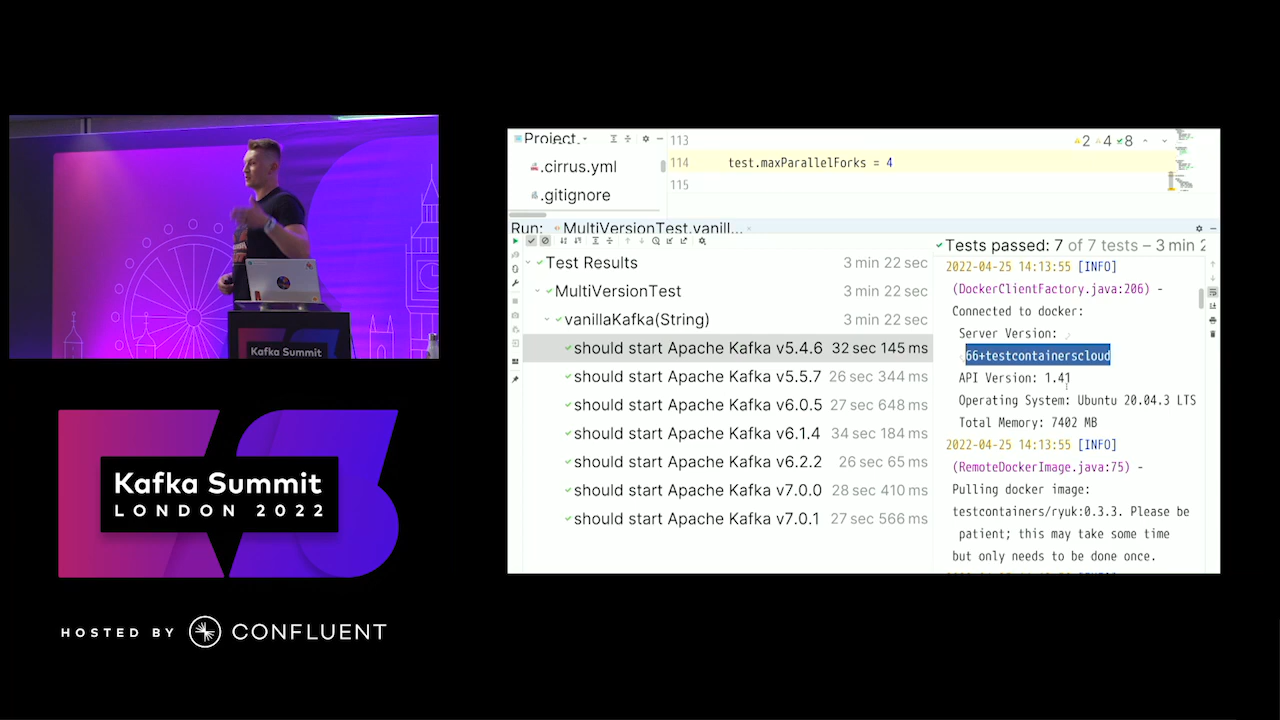 Kafka Summit
Kafka Summit
LONDON 2022
HOSTED BY CONFLUENT
Project
.cirrus.yml
.gitignore
113
114 test.maxParallelForks = 4
115
2 4 8
Run: MultiVersionTest.vanill...
Tests passed: 7 of 7 tests – 3 min 2
Test Results 3 min 22 sec
MultiVersionTest 3 min 22 sec
vanillaKafka(String) 3 min 22 sec
should start Apache Kafka v5.4.6 32 sec 145 ms
should start Apache Kafka v5.5.7 26 sec 344 ms
should start Apache Kafka v6.0.5 27 sec 648 ms
should start Apache Kafka v6.1.4 34 sec 184 ms
should start Apache Kafka v6.2.2 26 sec 65 ms
should start Apache Kafka v7.0.0 28 sec 410 ms
should start Apache Kafka v7.0.1 27 sec 566 ms
2022-04-25 14:13:55 [INFO]
(DockerClientFactory.java:206) -
Connected to docker:
Server Version:
66+testcontainerscloud
API Version: 1.41
Operating System: Ubuntu 20.04.3 LTS
Total Memory: 7402 MB
2022-04-25 14:13:55 [INFO]
(RemoteDockerImage.java:75) -
Pulling docker image:
testcontainers/ryuk:0.3.3. Please be
patient; this may take some time
but only needs to be done once.